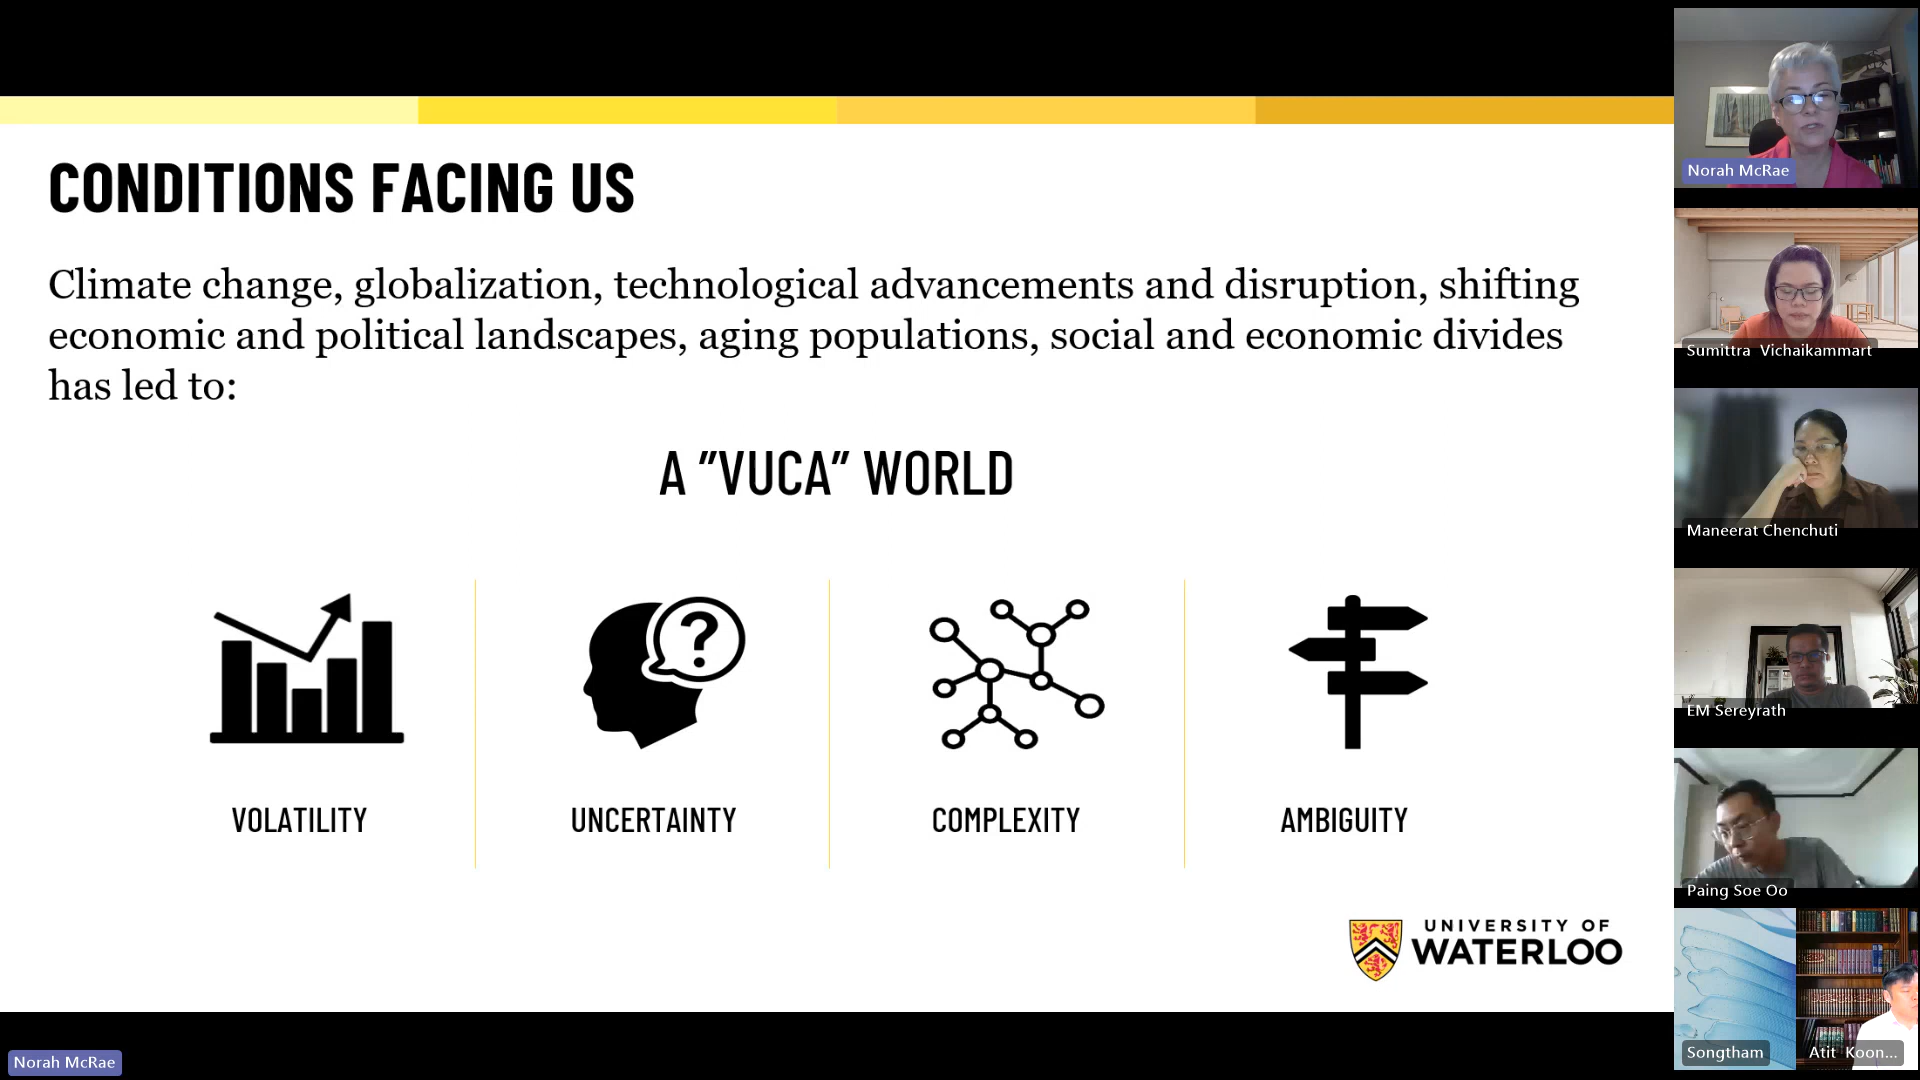 CONDITIONS FACING US
Climate change, globalization, technological advancements and disruption, shifting
economic and political landscapes, aging populations, social and economic divides
has led to:
A "VUCA" WORLD
?
VOLATILITY
UNCERTAINTY
COMPLEXITY
AMBIGUITY
UNIVERSITY OF
WATERLOO
Norah McRae
Norah McRae
Sumittra Vichaikammart
Maneerat Chenchuti
EM Sereyrath
Paing Soe Oo
Songtham
Atit Koon...